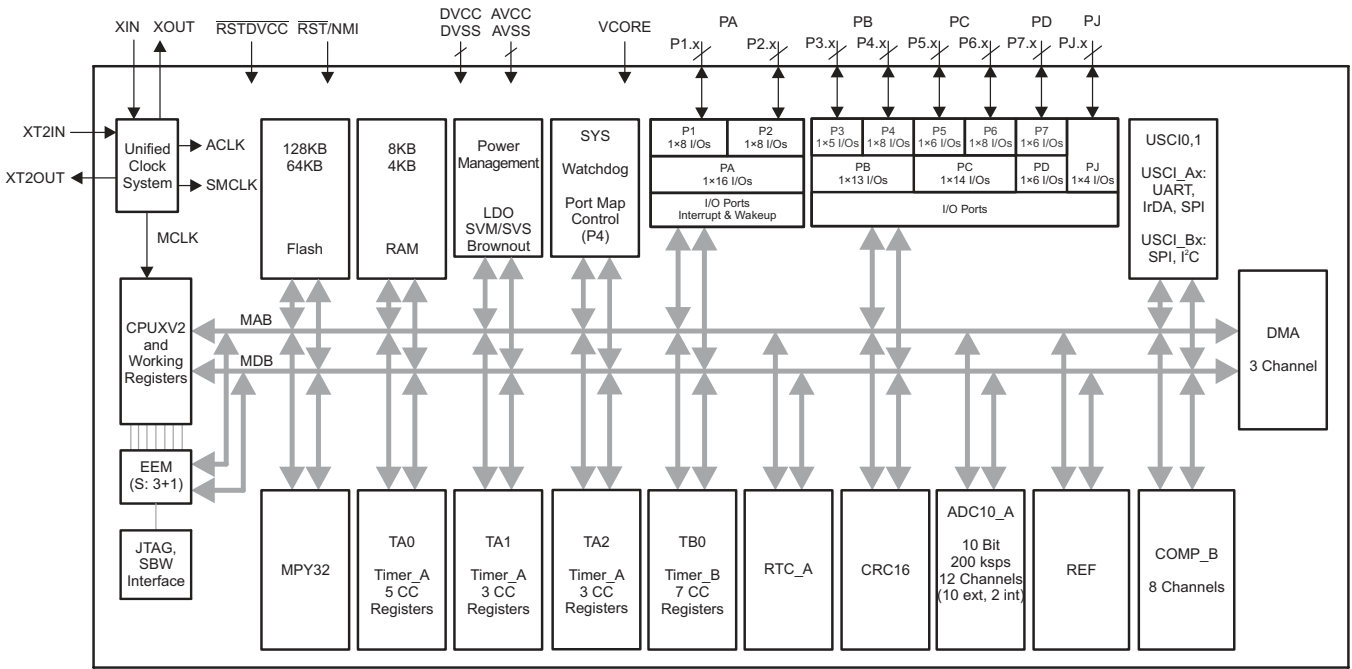 XIN XOUT RSTDVCC RST/NMI DVCC AVCC VCORE PA PB PC PD PJ
DVSS AVSS P1.x P2.x P3.x P4.x P5.x P6.x P7.x PJ.x
XT2IN
XT2OUT
Unified
Clock
System
ACLK
SMCLK
MCLK
128KB
64KB
Flash
8KB
4KB
RAM
Power
Management
LDO
SVM/SVS
Brownout
SYS
Watchdog
Port Map
Control
(P4)
P1
1×8 I/Os
P2
1×8 I/Os
PA
1×16 I/Os
I/O Ports
Interrupt & Wakeup
P3
1×5 I/Os
P4
1×8 I/Os
P5
1×6 I/Os
P6
1×8 I/Os
P7
1×6 I/Os
PB
1×13 I/Os
PC
1×14 I/Os
PD
1×6 I/Os
PJ
1×4 I/Os
I/O Ports
USCI0,1
USCI_Ax:
UART,
IrDA, SPI
USCI_Bx:
SPI, I²C
CPUXV2
and
Working
Registers
MAB
MDB
DMA
3 Channel
EEM
(S: 3+1)
JTAG,
SBW
Interface
MPY32
TA0
Timer_A
5 CC
Registers
TA1
Timer_A
3 CC
Registers
TA2
Timer_A
3 CC
Registers
TB0
Timer_B
7 CC
Registers
RTC_A
CRC16
ADC10_A
10 Bit
200 ksps
12 Channels
(10 ext, 2 int)
REF
COMP_B
8 Channels